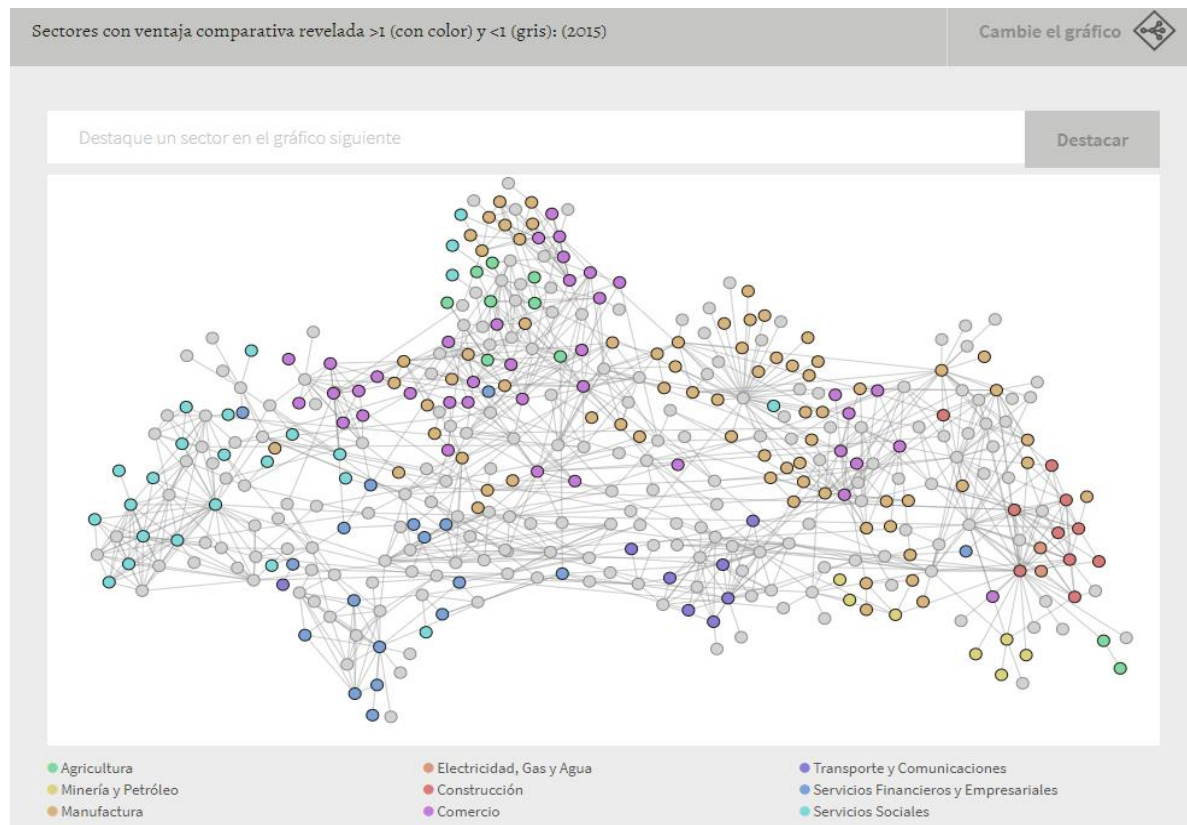 Sectores con ventaja comparativa revelada >1 (con color) y <1 (gris): (2015)
Cambie el gráfico
Destaque un sector en el gráfico siguiente
Destacar
Agricultura
Electricidad, Gas y Agua
Transporte y Comunicaciones
Minería y Petróleo
Construcción
Servicios Financieros y Empresariales
Manufactura
Comercio
Servicios Sociales